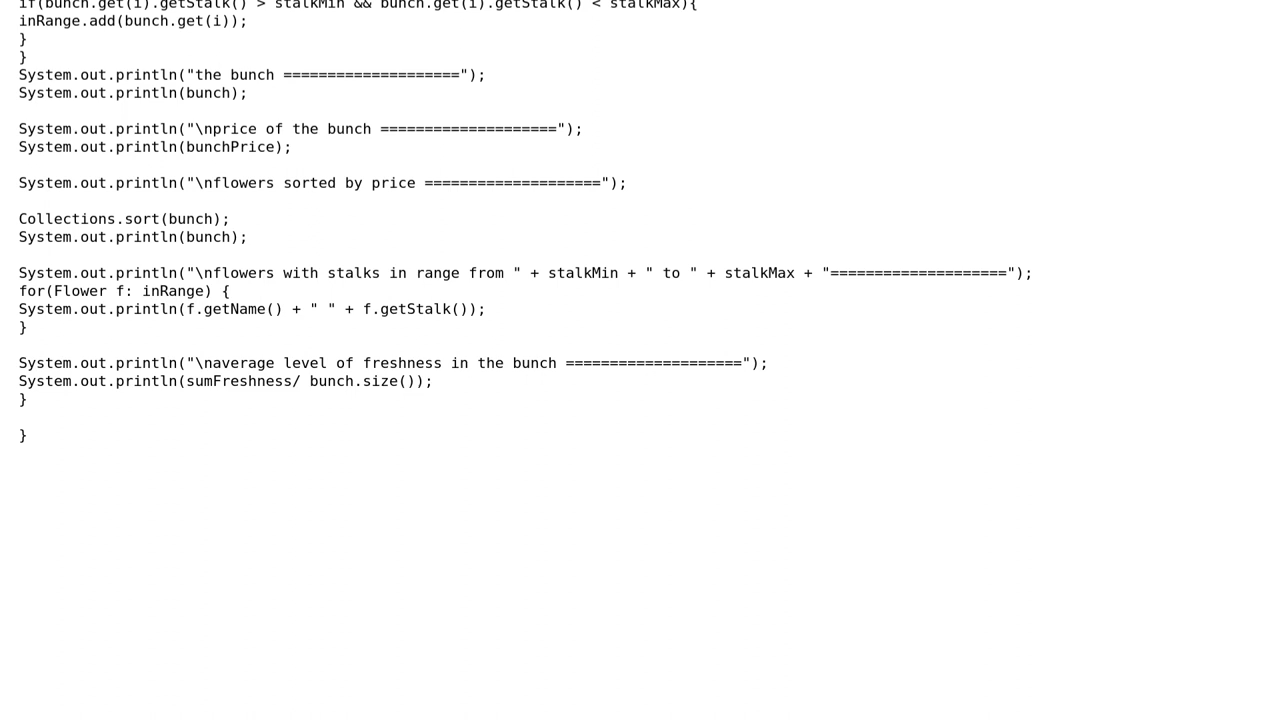 if(bunch.get(i).getStalk() > stalkMin && bunch.get(i).getStalk() < stalkMax){
inRange.add(bunch.get(i));
}
}
System.out.println("the bunch ====================");
System.out.println(bunch);
System.out.println("\nprice of the bunch ====================");
System.out.println(bunchPrice);
System.out.println("\nflowers sorted by price ====================");
Collections.sort(bunch);
System.out.println(bunch);
System.out.println("\nflowers with stalks in range from " + stalkMin + " to " + stalkMax + "====================");
for(Flower f: inRange) {
System.out.println(f.getName() + " " + f.getStalk());
}
System.out.println("\naverage level of freshness in the bunch ====================");
System.out.println(sumFreshness/ bunch.size());
}
}